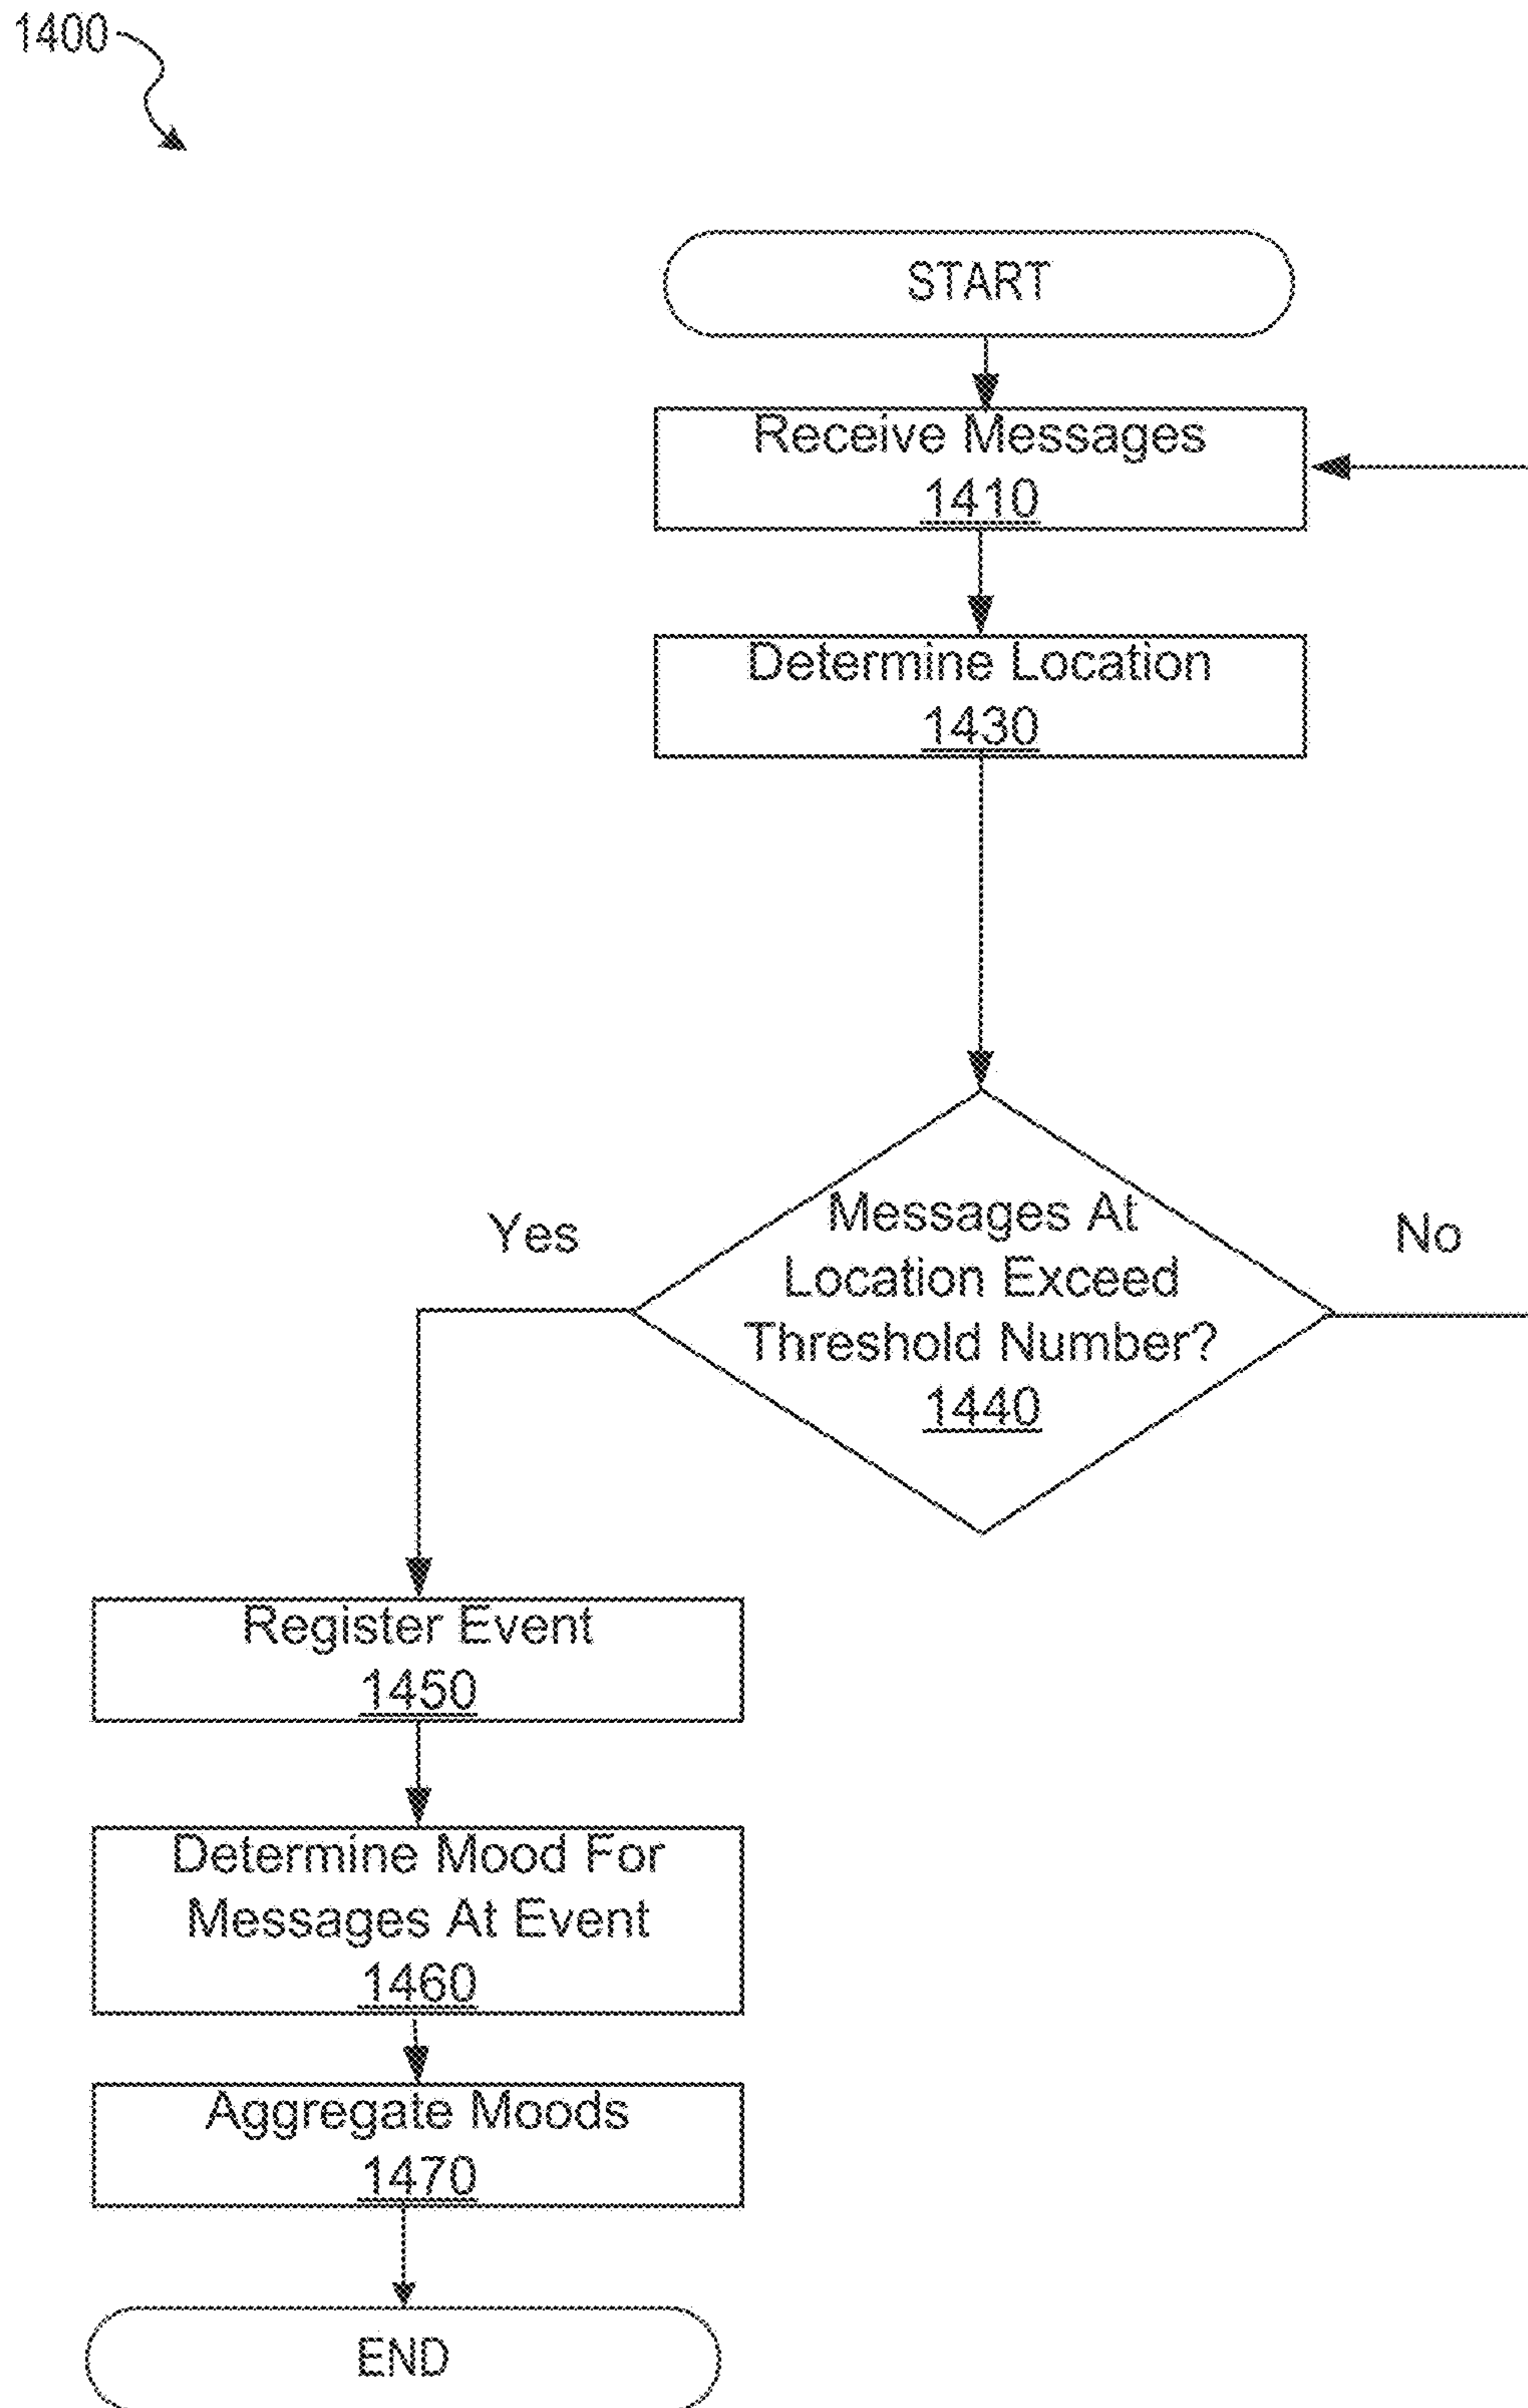 1400
START
Receive Messages
1410
Determine Location
1430
Messages At
Location Exceed
Threshold Number?
1440
Yes
No
Register Event
1450
Determine Mood For
Messages At Event
1460
Aggregate Moods
1470
END